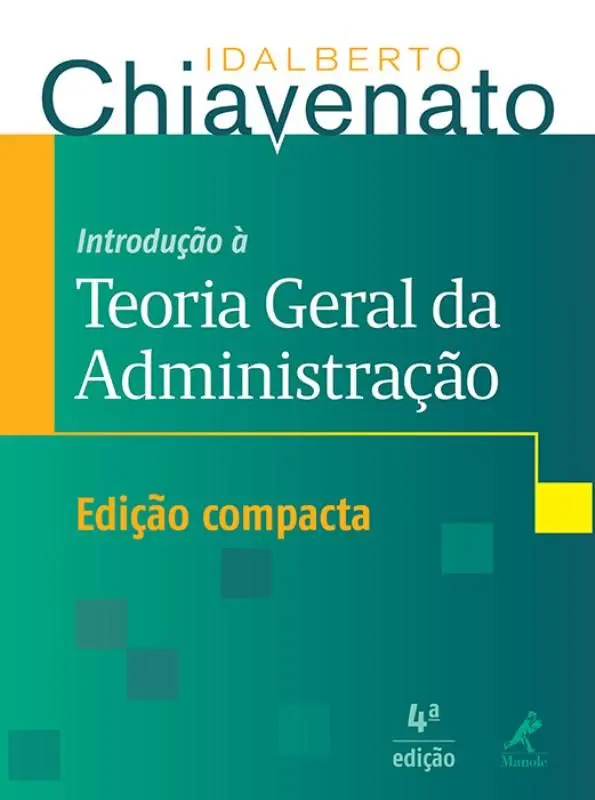 IDALBERTO
Chiavenato
Introdução à
Teoria Geral da
Administração
Edição compacta
4ª
edição
Manole